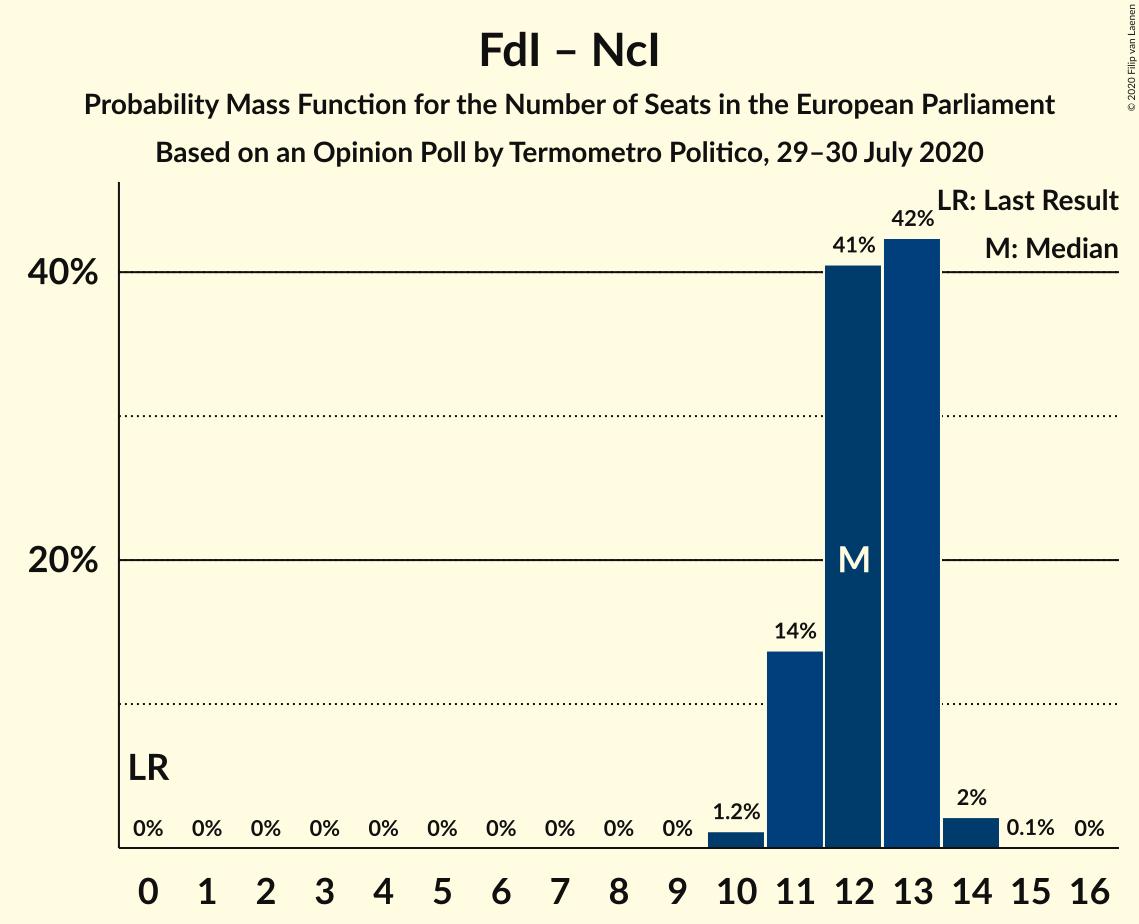 FdI – NcI
Probability Mass Function for the Number of Seats in the European Parliament
Based on an Opinion Poll by Termometro Politico, 29–30 July 2020
© 2020 Filip van Laenen
LR: Last Result
M: Median
40%
20%
LR
M
0% 0% 0% 0% 0% 0% 0% 0% 0% 0% 1.2% 14% 41% 42% 2% 0.1% 0%
0 1 2 3 4 5 6 7 8 9 10 11 12 13 14 15 16